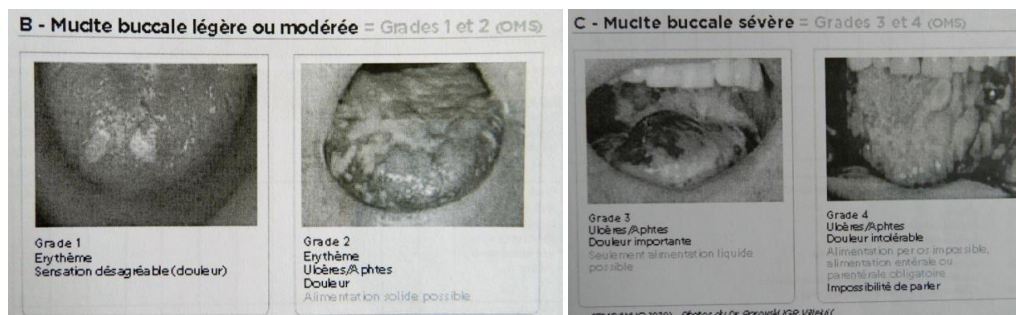 B - Mucite buccale légère ou modérée = Grades 1 et 2 (OMS)
Grade 1
Erythème
Sensation désagréable (douleur)
Grade 2
Erythème
Ulcères/Aphtes
Douleur
Alimentation solide possible
C - Mucite buccale sévère = Grades 3 et 4 (OMS)
Grade 3
Ulcères/Aphtes
Douleur importante
Seulement alimentation liquide
possible
Grade 4
Ulcères/Aphtes
Douleur intolérable
Alimentation per os impossible,
alimentation entérale ou
parentérale obligatoire
Impossibilité de parler